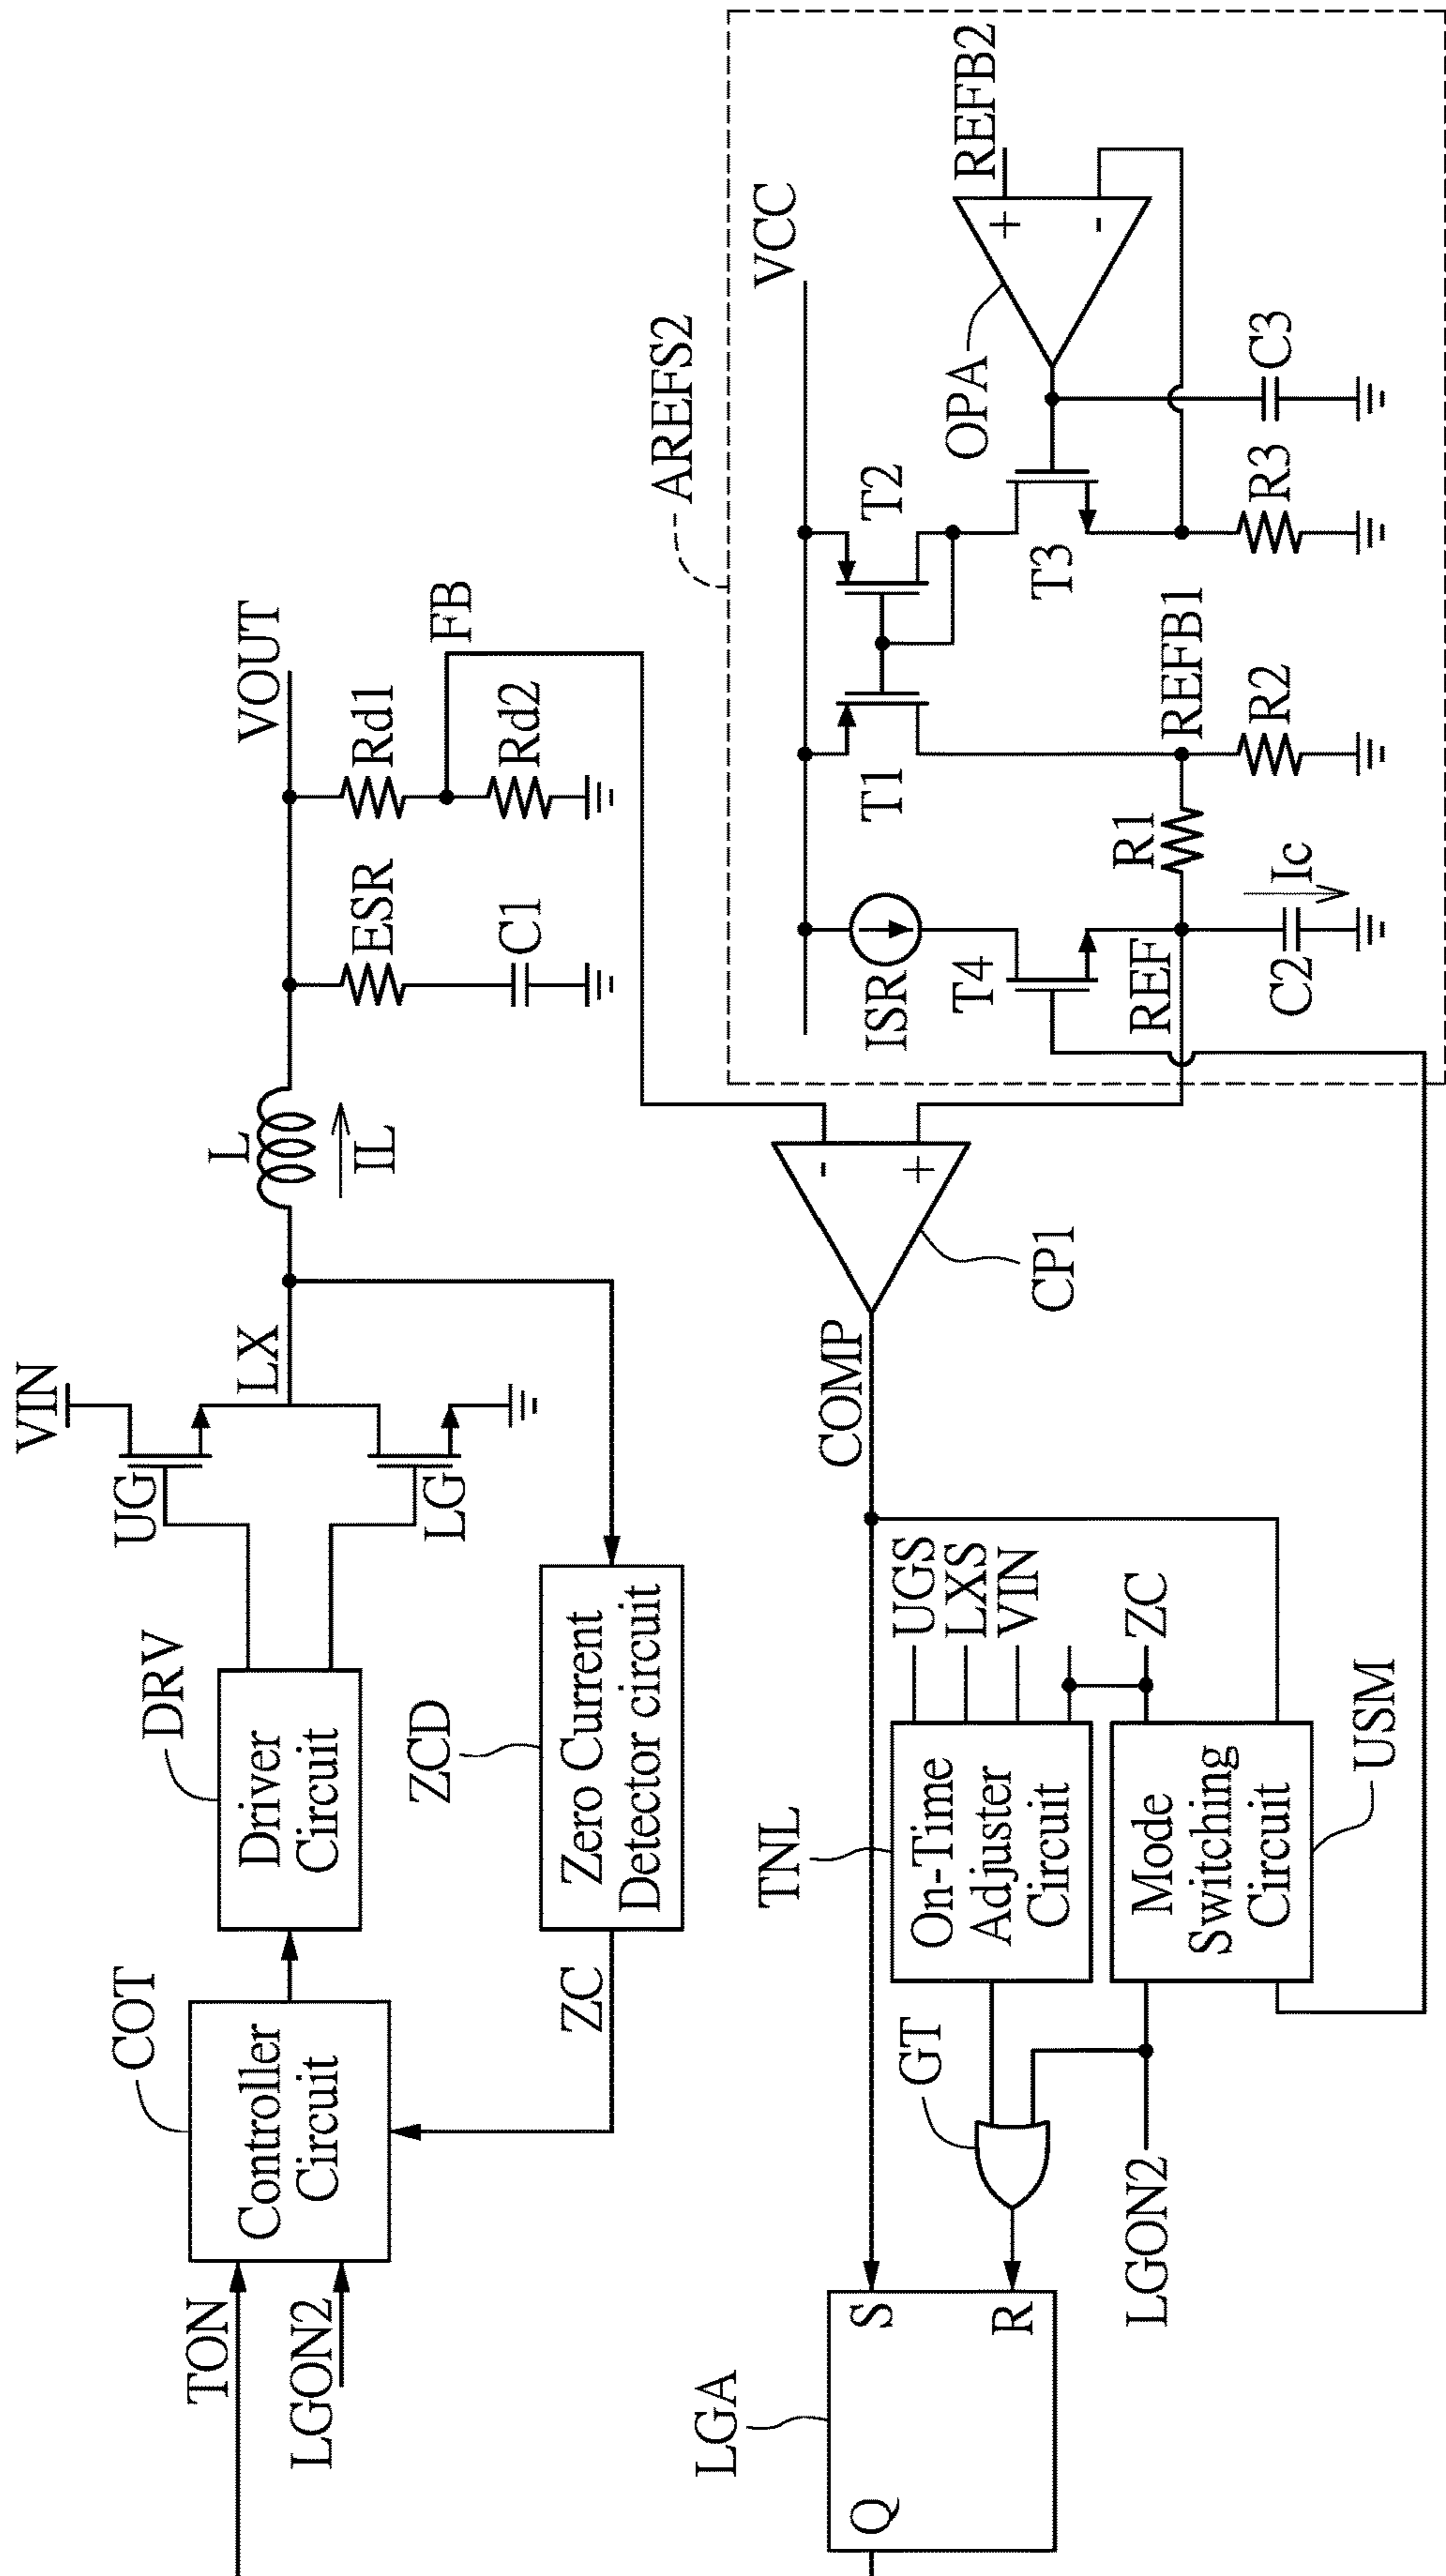 TON
LGON2
COT
Controller
Circuit
DRV
Driver
Circuit
ZC
ZCD
Zero Current
Detector circuit
VIN
UG
LG
LX
L
IL
VOUT
ESR
C1
Rd1
Rd2
FB
LGA
Q
S
R
GT
LGON2
TNL
On-Time
Adjuster
Circuit
Mode
Switching
Circuit
USM
UGS
LXS
VIN
ZC
COMP
CP1
-
+
AREFS2
VCC
ISR
T4
REF
C2
Ic
R1
T1
T2
REFB1
R2
T3
R3
OPA
C3
+
-
REFB2